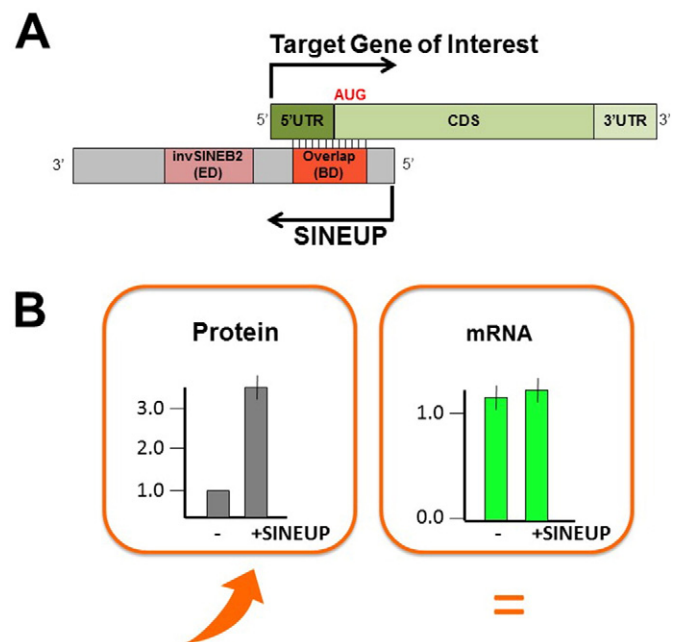 A
Target Gene of Interest
AUG
5' 5'UTR CDS 3'UTR 3'
3' invSINEB2 Overlap 5'
(ED) (BD)
SINEUP
B
Protein mRNA
3.0
2.0
1.0
- +SINEUP
1.0
0.0
- +SINEUP
=